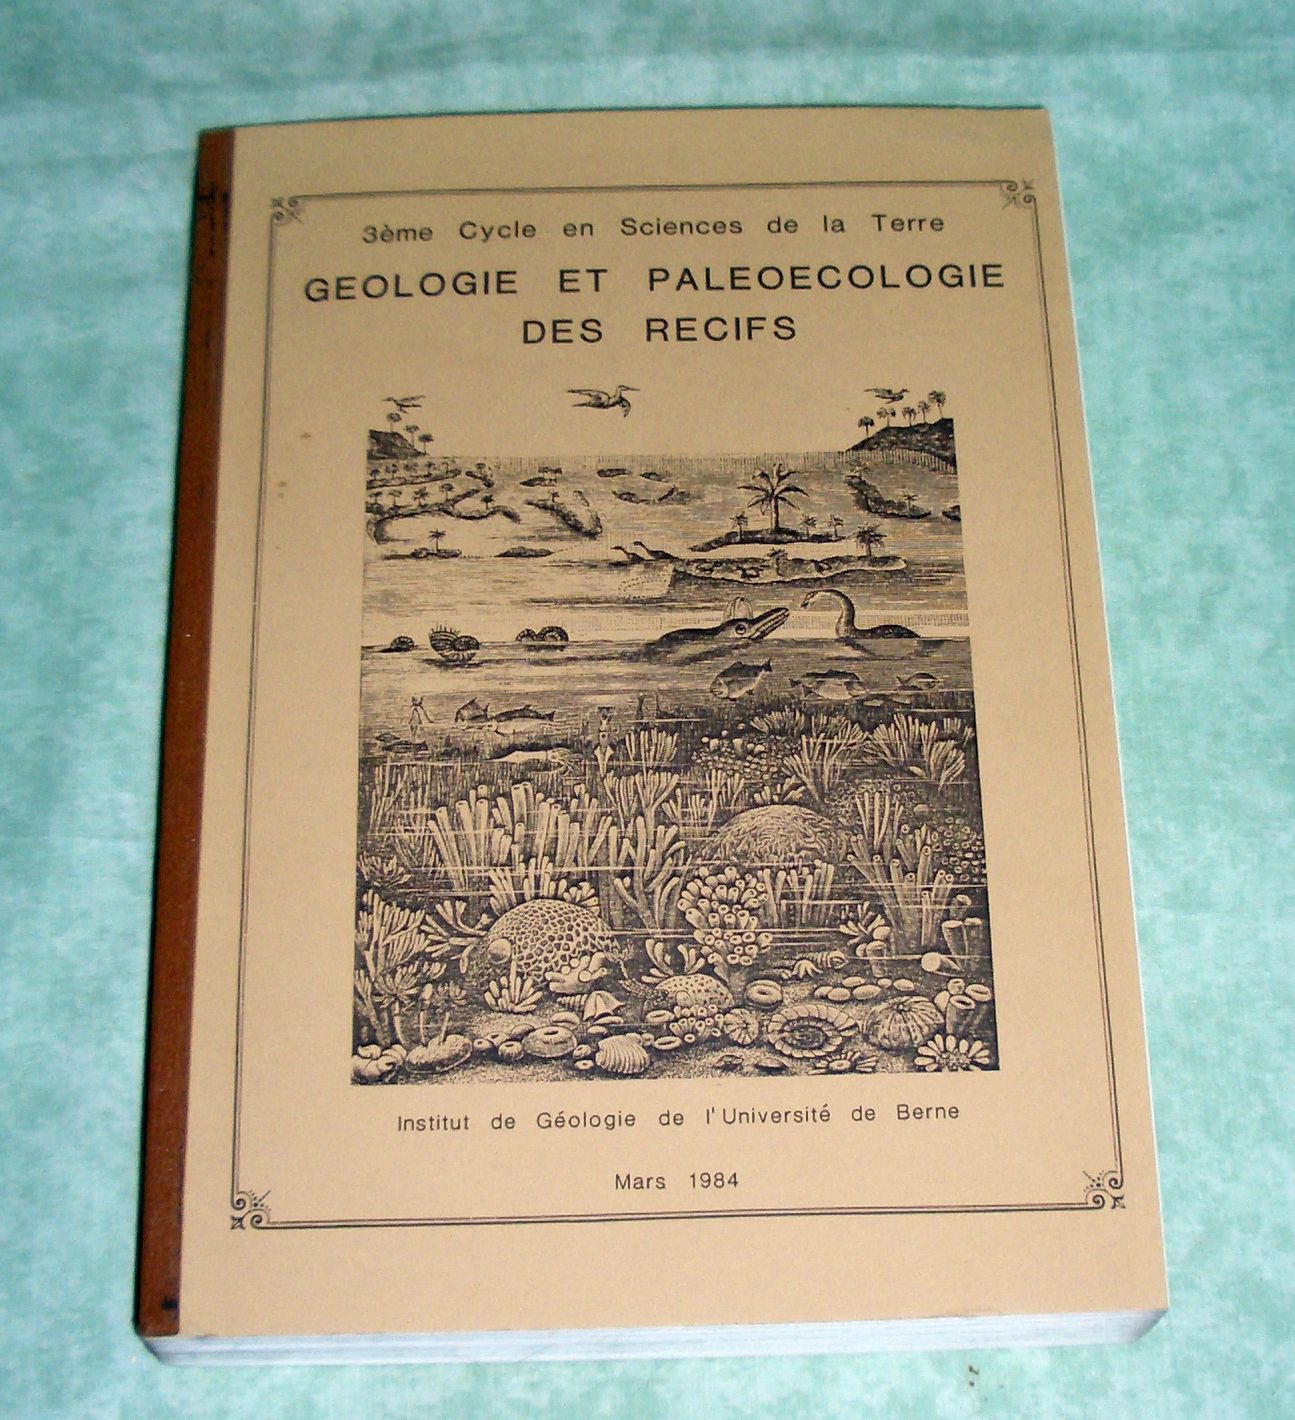 3ème Cycle en Sciences de la Terre
GEOLOGIE ET PALEOECOLOGIE
DES RECIFS
Institut de Géologie de l'Université de Berne
Mars 1984